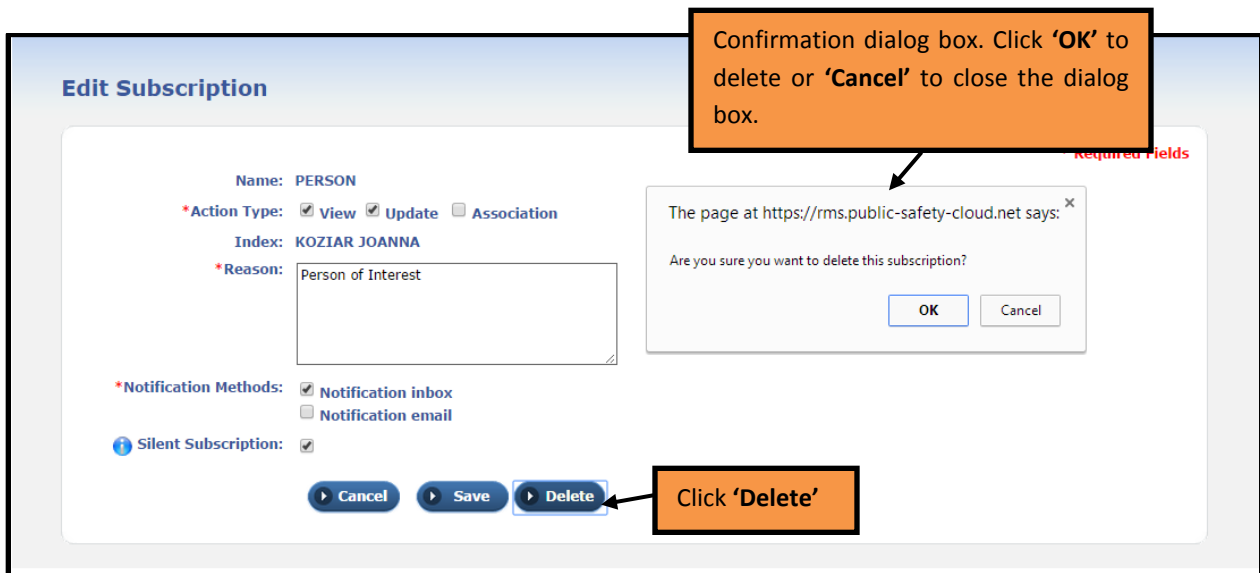 Confirmation dialog box. Click ‘OK’ to
delete or ‘Cancel’ to close the dialog
box.
Edit Subscription
Required Fields
Name: PERSON
*Action Type: View Update Association
Index: KOZIAR JOANNA
*Reason: Person of Interest
The page at https://rms.public-safety-cloud.net says:
Are you sure you want to delete this subscription?
OK Cancel
*Notification Methods: Notification inbox
Notification email
Silent Subscription:
Cancel Save Delete
Click ‘Delete’